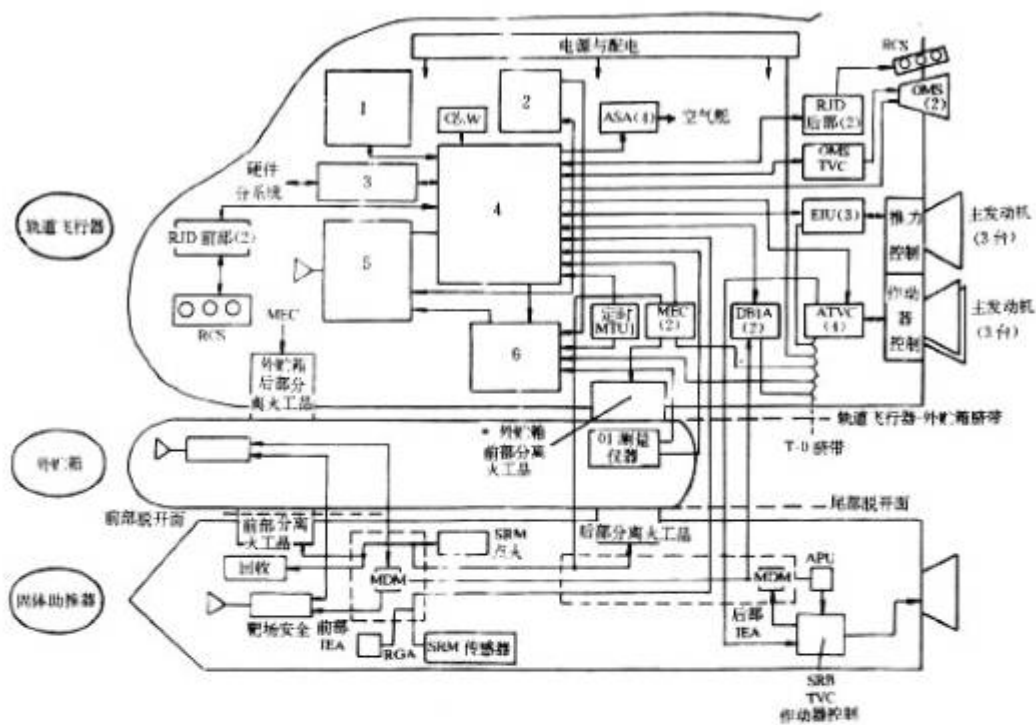 电源与配电
RCS
OMS
(2)
1
2
C&W
ASA(4)
空气舵
RJD
后部(2)
OMS
TVC
硬件
分系统
3
4
EIU(3)
推力
控制
主发动机
(3台)
轨道飞行器
RJD 前部(2)
5
RCS
MEC
6
定时
MTU
MEC
(2)
DBIA
(2)
ATVC
(4)
作动
器
控制
主发动机
(3台)
外贮箱
后部分
离火工品
轨道飞行器-外贮箱脐带
T-0 脐带
* 外贮箱
前部分离
火工品
01 测量
仪器
外贮箱
前部脱开面
尾部脱开面
前部分离
火工品
SRM
点火
后部分离火工品
回收
MDM
MDM
APU
固体助推器
靶场安全
前部
IEA
RGA
SRM 传感器
后部
IEA
SRB
TVC
作动器控制